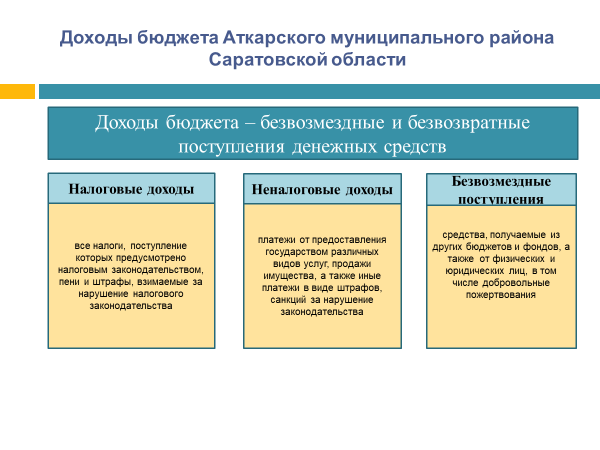 Доходы бюджета Аткарского муниципального района
Саратовской области
Доходы бюджета – безвозмездные и безвозвратные
поступления денежных средств
Налоговые доходы
все налоги, поступление
которых предусмотрено
налоговым законодательством,
пени и штрафы, взимаемые за
нарушение налогового
законодательства
Неналоговые доходы
платежи от предоставления
государством различных
видов услуг, продажи
имущества, а также иные
платежи в виде штрафов,
санкций за нарушение
законодательства
Безвозмездные
поступления
средства, получаемые из
других бюджетов и фондов, а
также от физических и
юридических лиц, в том
числе добровольные
пожертвования